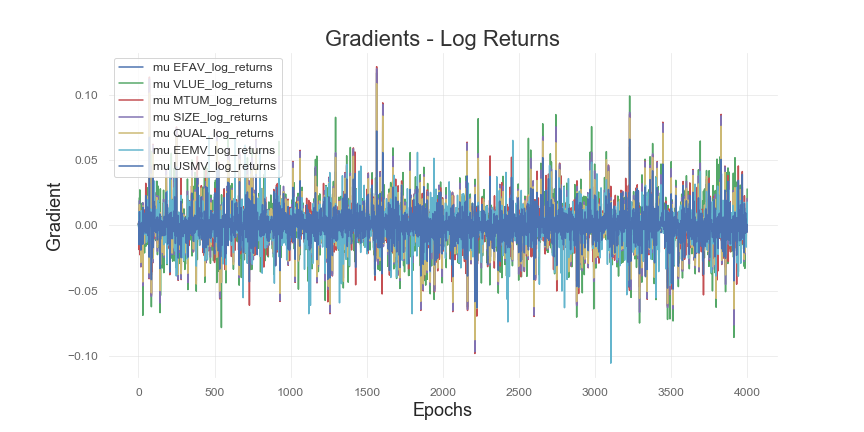 Gradients - Log Returns
mu EFAV_log_returns
mu VLUE_log_returns
mu MTUM_log_returns
mu SIZE_log_returns
mu QUAL_log_returns
mu EEMV_log_returns
mu USMV_log_returns
Gradient
0.10
0.05
0.00
−0.05
−0.10
0 500 1000 1500 2000 2500 3000 3500 4000
Epochs